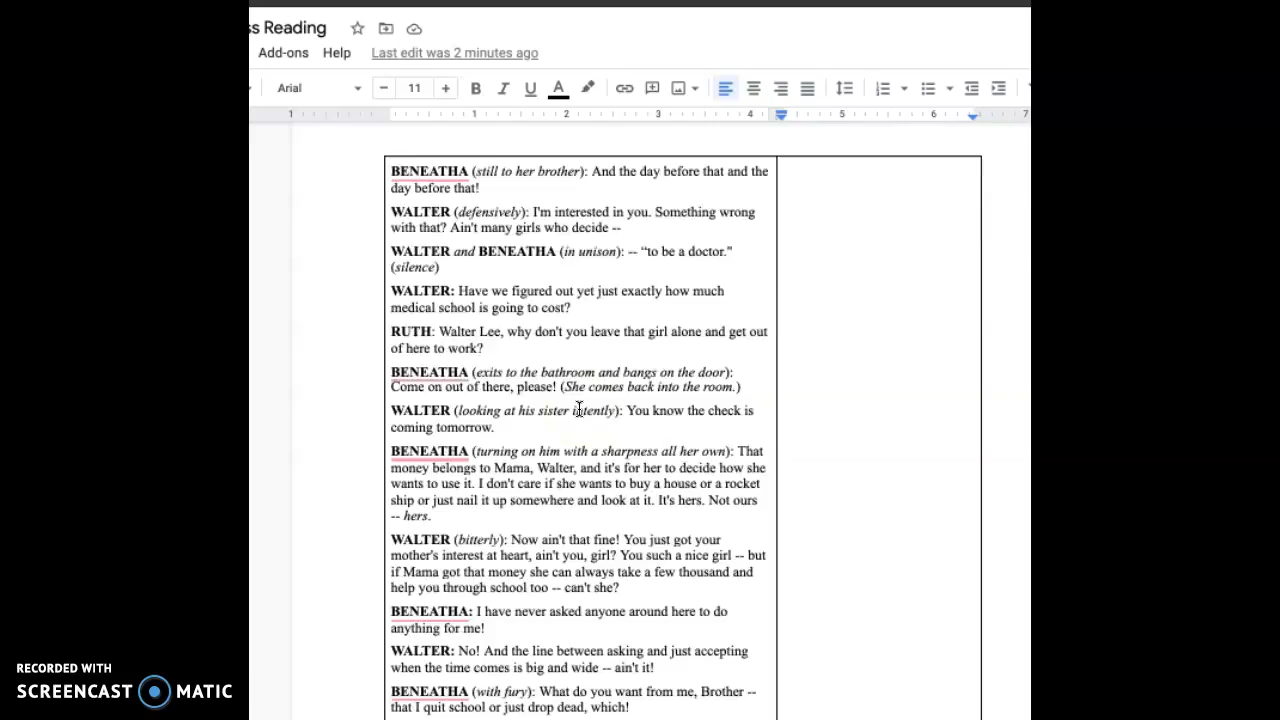 ss Reading
Add-ons Help Last edit was 2 minutes ago
Arial 11 B I U A
1 1 2 3 4 5 6 7
BENEATHA (still to her brother): And the day before that and the
day before that!
WALTER (defensively): I'm interested in you. Something wrong
with that? Ain't many girls who decide --
WALTER and BENEATHA (in unison): -- “to be a doctor."
(silence)
WALTER: Have we figured out yet just exactly how much
medical school is going to cost?
RUTH: Walter Lee, why don't you leave that girl alone and get out
of here to work?
BENEATHA (exits to the bathroom and bangs on the door):
Come on out of there, please! (She comes back into the room.)
WALTER (looking at his sister intently): You know the check is
coming tomorrow.
BENEATHA (turning on him with a sharpness all her own): That
money belongs to Mama, Walter, and it's for her to decide how she
wants to use it. I don't care if she wants to buy a house or a rocket
ship or just nail it up somewhere and look at it. It's hers. Not ours
-- hers.
WALTER (bitterly): Now ain't that fine! You just got your
mother's interest at heart, ain't you, girl? You such a nice girl -- but
if Mama got that money she can always take a few thousand and
help you through school too -- can't she?
BENEATHA: I have never asked anyone around here to do
anything for me!
WALTER: No! And the line between asking and just accepting
when the time comes is big and wide -- ain't it!
BENEATHA (with fury): What do you want from me, Brother --
that I quit school or just drop dead, which!
RECORDED WITH
SCREENCAST MATIC